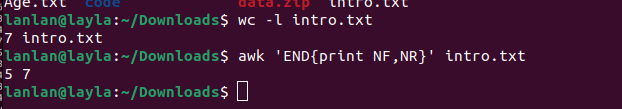 Age.txt code data.zip intro.txt
lanlan@layla:~/Downloads$ wc -l intro.txt
7 intro.txt
lanlan@layla:~/Downloads$ awk 'END{print NF,NR}' intro.txt
5 7
lanlan@layla:~/Downloads$